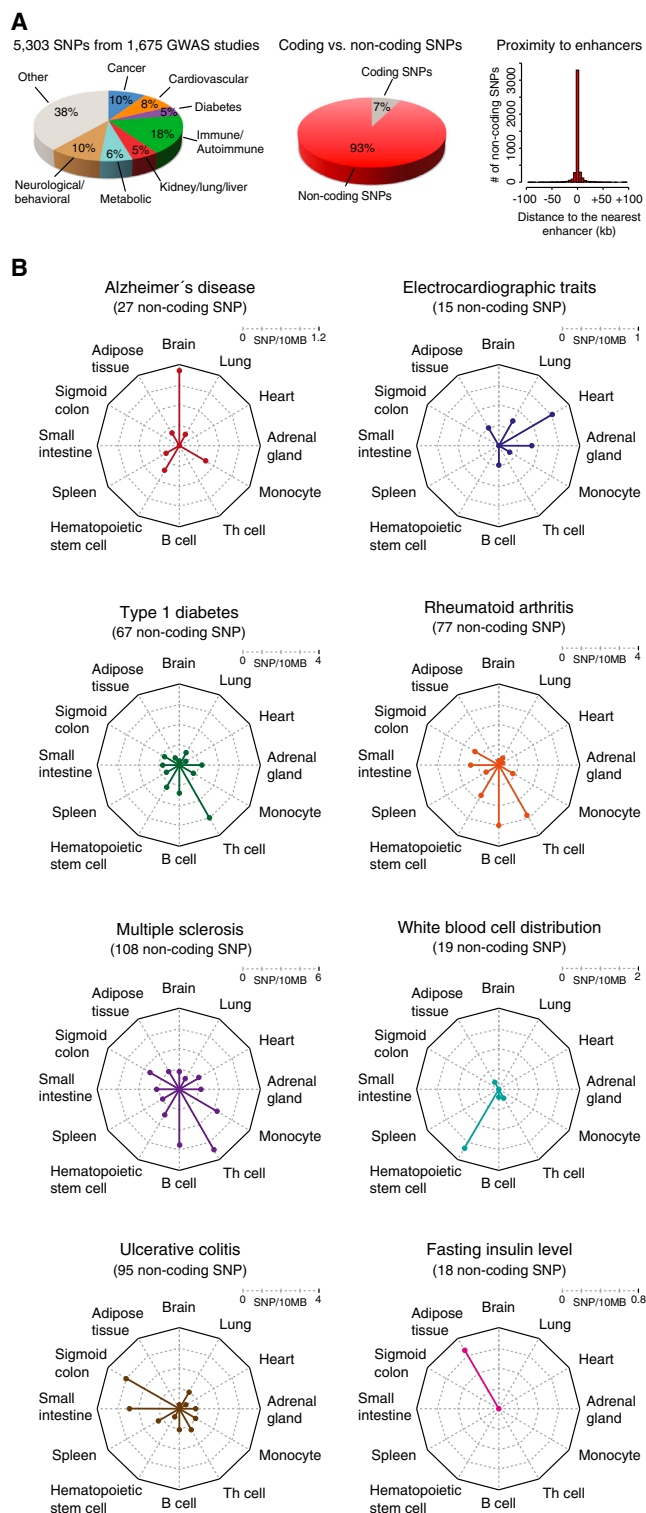 A
5,303 SNPs from 1,675 GWAS studies
Other
Cancer
Cardiovascular
Diabetes
Immune/
Autoimmune
Kidney/lung/liver
Metabolic
Neurological/
behavioral
38%
10%
8%
5%
18%
5%
6%
10%
Coding vs. non-coding SNPs
Coding SNPs
7%
93%
Non-coding SNPs
Proximity to enhancers
# of non-coding SNPs
3000
2000
1000
0
-100 -50 0 +50 +100
Distance to the nearest
enhancer (kb)
B
Alzheimer´s disease
(27 non-coding SNP)
0 SNP/10MB 1.2
Brain
Lung
Heart
Adrenal
gland
Monocyte
Th cell
B cell
Hematopoietic
stem cell
Spleen
Small
intestine
Sigmoid
colon
Adipose
tissue
Electrocardiographic traits
(15 non-coding SNP)
0 SNP/10MB 1
Brain
Lung
Heart
Adrenal
gland
Monocyte
Th cell
B cell
Hematopoietic
stem cell
Spleen
Small
intestine
Sigmoid
colon
Adipose
tissue
Type 1 diabetes
(67 non-coding SNP)
0 SNP/10MB 4
Brain
Lung
Heart
Adrenal
gland
Monocyte
Th cell
B cell
Hematopoietic
stem cell
Spleen
Small
intestine
Sigmoid
colon
Adipose
tissue
Rheumatoid arthritis
(77 non-coding SNP)
0 SNP/10MB 4
Brain
Lung
Heart
Adrenal
gland
Monocyte
Th cell
B cell
Hematopoietic
stem cell
Spleen
Small
intestine
Sigmoid
colon
Adipose
tissue
Multiple sclerosis
(108 non-coding SNP)
0 SNP/10MB 6
Brain
Lung
Heart
Adrenal
gland
Monocyte
Th cell
B cell
Hematopoietic
stem cell
Spleen
Small
intestine
Sigmoid
colon
Adipose
tissue
White blood cell distribution
(19 non-coding SNP)
0 SNP/10MB 2
Brain
Lung
Heart
Adrenal
gland
Monocyte
Th cell
B cell
Hematopoietic
stem cell
Spleen
Small
intestine
Sigmoid
colon
Adipose
tissue
Ulcerative colitis
(95 non-coding SNP)
0 SNP/10MB 4
Brain
Lung
Heart
Adrenal
gland
Monocyte
Th cell
B cell
Hematopoietic
stem cell
Spleen
Small
intestine
Sigmoid
colon
Adipose
tissue
Fasting insulin level
(18 non-coding SNP)
0 SNP/10MB 0.8
Brain
Lung
Heart
Adrenal
gland
Monocyte
Th cell
B cell
Hematopoietic
stem cell
Spleen
Small
intestine
Sigmoid
colon
Adipose
tissue